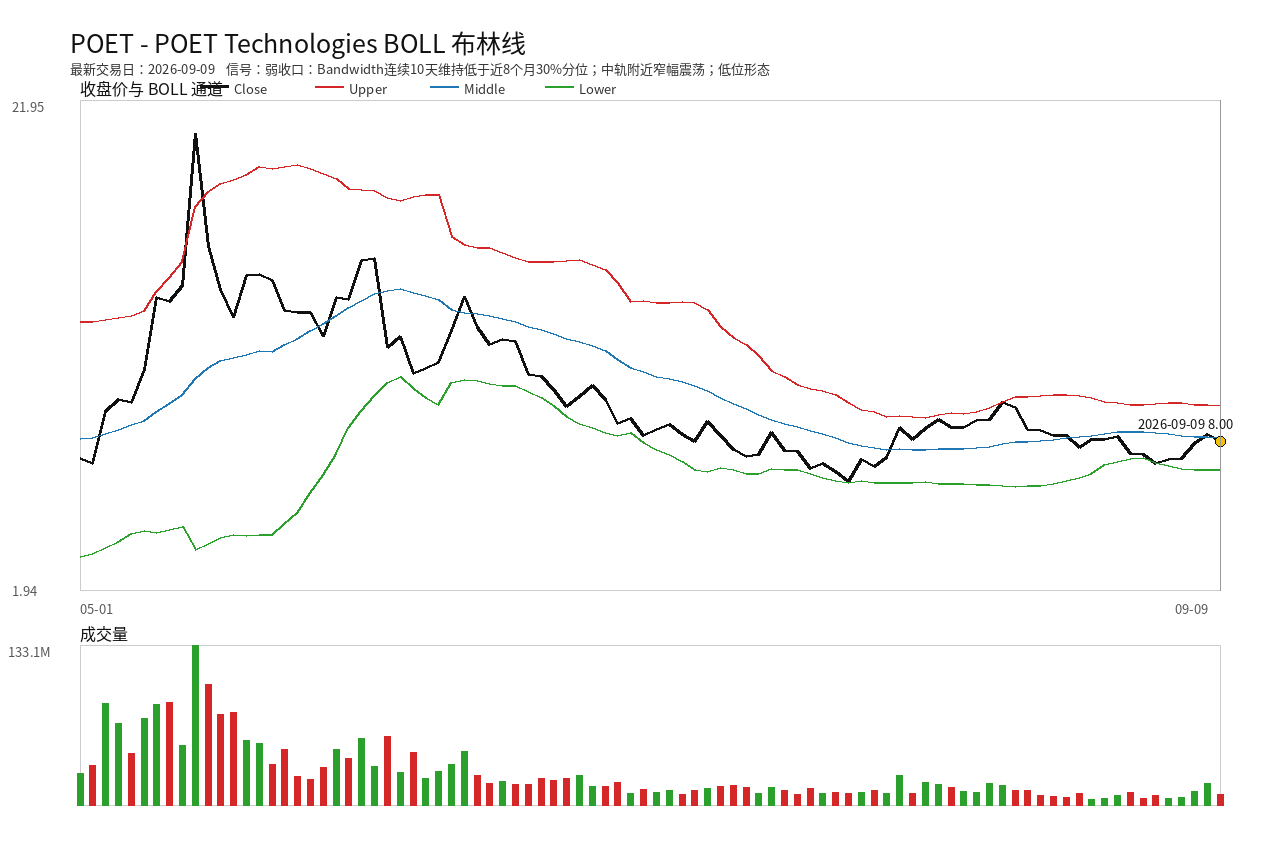 POET - POET Technologies BOLL 布林线
最新交易日：2026-09-09 信号：弱收口：Bandwidth连续10天维持低于近8个月30%分位；中轨附近窄幅震荡；低位形态
收盘价与 BOLL 通道 Close Upper Middle Lower
21.95
2026-09-09 8.00
1.94
05-01 09-09
成交量
133.1M